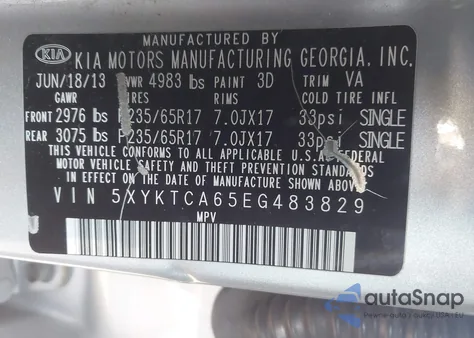 MANUFACTURED BY
KIA KIA MOTORS MANUFACTURING GEORGIA, INC.
JUN/18/13 VWR 4983 lbs PAINT 3D TRIM VA
GAWR RES RIMS COLD TIRE INFL
FRONT 2976 lbs P235/65R17 7.0JX17 33psi SINGLE
REAR 3075 lbs P235/65R17 7.0JX17 33psi SINGLE
THIS VEHICLE CONFORMS TO ALL APPLICABLE U.S. FEDERAL
MOTOR VEHICLE SAFETY AND THEFT PREVENTION STANDARDS
IN EFFECT ON THE DATE OF MANUFACTURE SHOWN ABOVE
VIN 5XYKTCA65EG483829
MPV
autoSnap